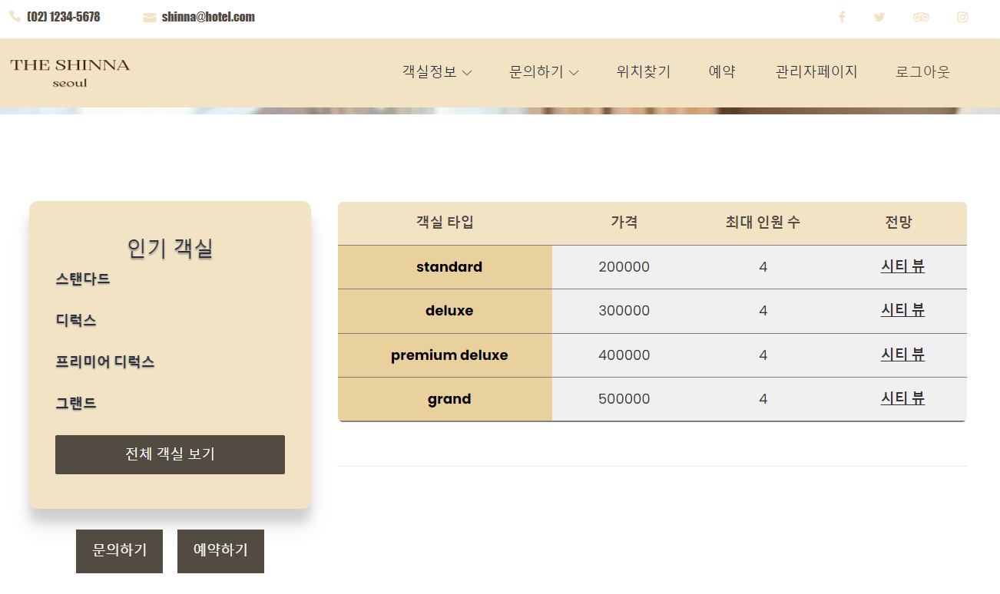 (02) 1234-5678 shinna@hotel.com
THE SHINNA
seoul
객실정보 문의하기 위치찾기 예약 관리자페이지 로그아웃
인기 객실
스탠다드
디럭스
프리미어 디럭스
그랜드
전체 객실 보기
문의하기 예약하기
객실 타입 가격 최대 인원 수 전망
standard 200000 4 시티 뷰
deluxe 300000 4 시티 뷰
premium deluxe 400000 4 시티 뷰
grand 500000 4 시티 뷰